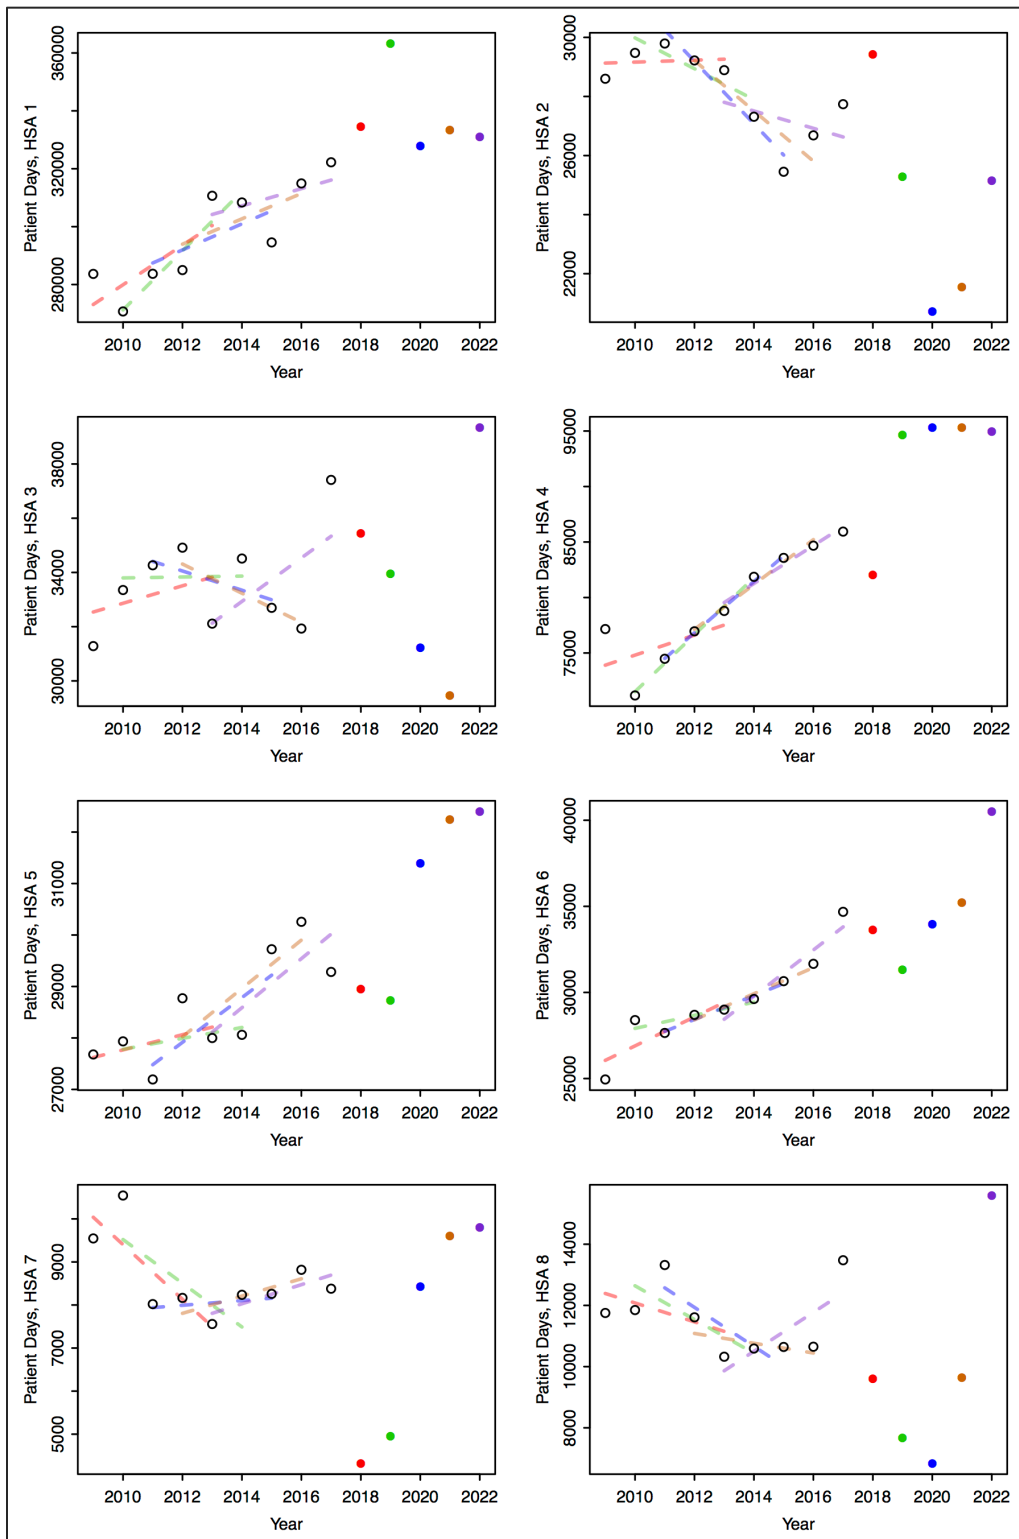 Patient Days, HSA 1
360000
320000
280000
2010 2012 2014 2016 2018 2020 2022
Year
Patient Days, HSA 2
30000
26000
22000
2010 2012 2014 2016 2018 2020 2022
Year
Patient Days, HSA 3
38000
34000
30000
2010 2012 2014 2016 2018 2020 2022
Year
Patient Days, HSA 4
95000
85000
75000
2010 2012 2014 2016 2018 2020 2022
Year
Patient Days, HSA 5
31000
29000
27000
2010 2012 2014 2016 2018 2020 2022
Year
Patient Days, HSA 6
40000
35000
30000
25000
2010 2012 2014 2016 2018 2020 2022
Year
Patient Days, HSA 7
90000
70000
50000
2010 2012 2014 2016 2018 2020 2022
Year
Patient Days, HSA 8
14000
12000
10000
8000
2010 2012 2014 2016 2018 2020 2022
Year